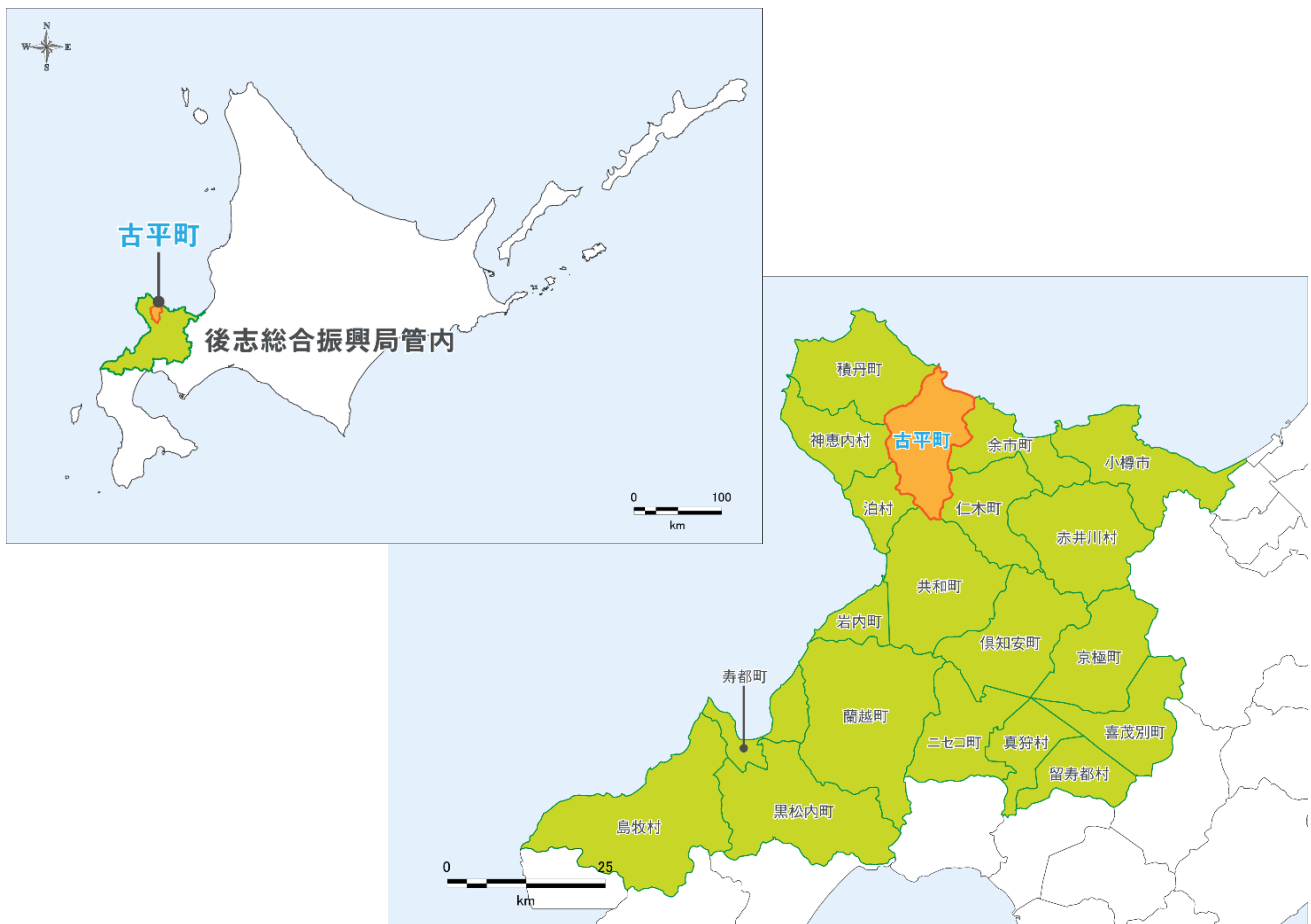 N
W E
S
古平町
後志総合振興局管内
0 100
km
積丹町
神恵内村
古平町
余市町
小樽市
泊村
仁木町
赤井川村
共和町
岩内町
倶知安町
京極町
寿都町
蘭越町
ニセコ町
真狩村
喜茂別町
留寿都村
黒松内町
島牧村
0 25
km